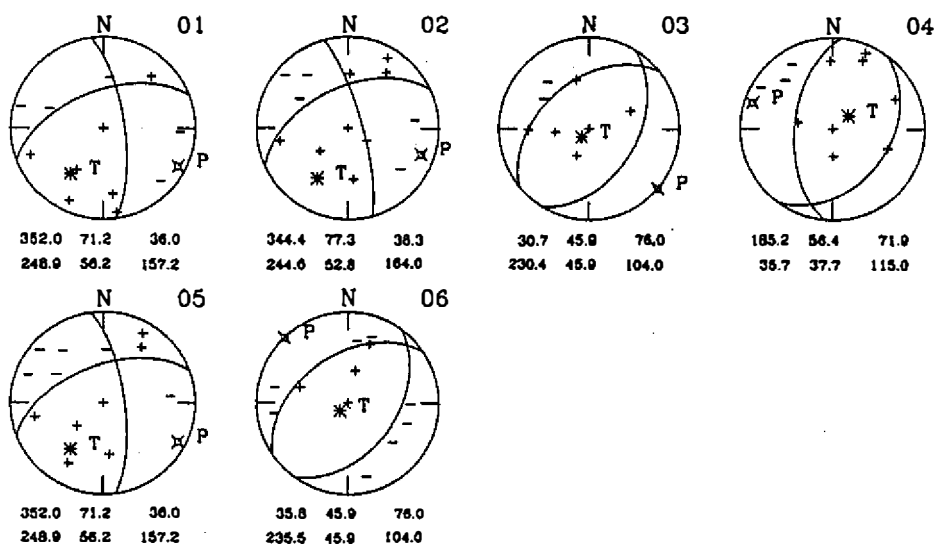 N 01 N 02 N 03 N 04
T P T P T P P T
352.0 71.2 36.0 344.4 77.3 38.3 30.7 45.9 76.0 185.2 56.4 71.9
248.9 56.2 157.2 244.6 52.8 164.0 230.4 45.9 104.0 35.7 37.7 115.0
N 05 N 06
T P P T
352.0 71.2 36.0 35.8 45.9 76.0
248.9 56.2 157.2 235.5 45.9 104.0